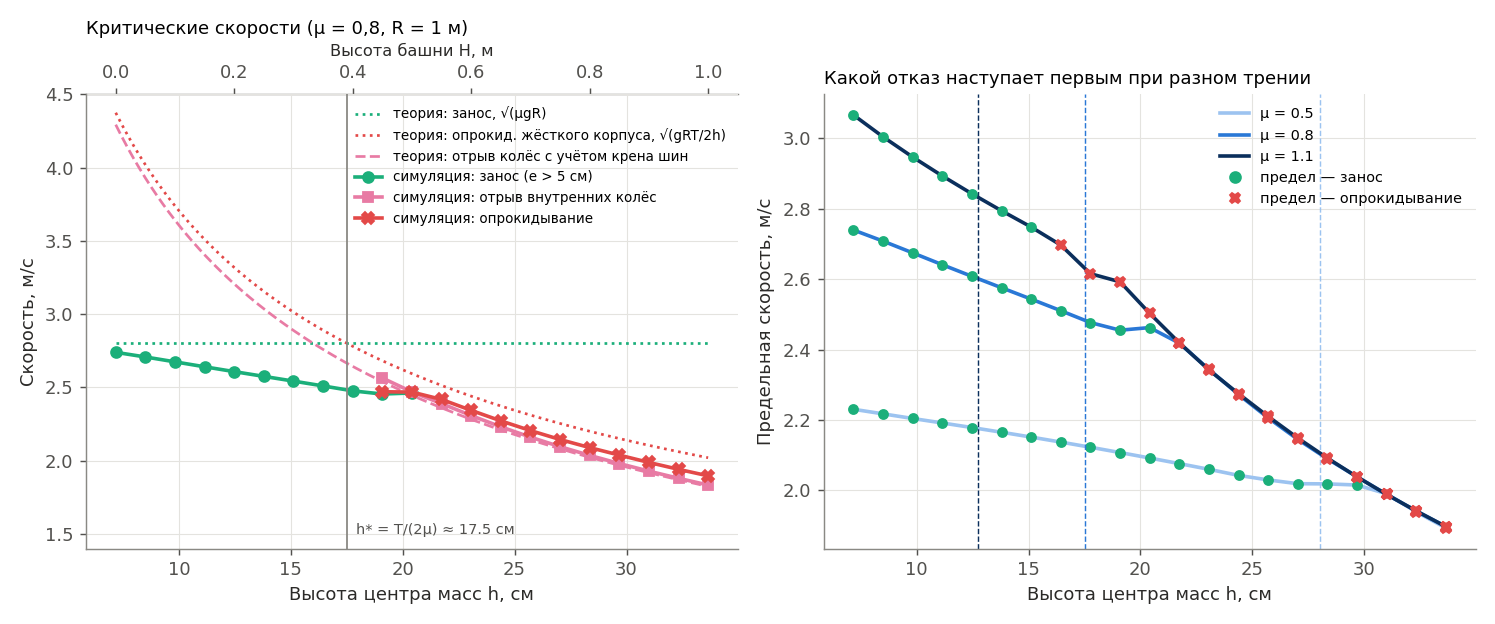 Критические скорости (μ = 0,8, R = 1 м)
Высота башни H, м
0.0 0.2 0.4 0.6 0.8 1.0
4.5
4.0
3.5
3.0
2.5
2.0
1.5
Скорость, м/с
теория: занос, √(μgR)
теория: опрокид. жёсткого корпуса, √(gRT/2h)
теория: отрыв колёс с учётом крена шин
симуляция: занос (e > 5 см)
симуляция: отрыв внутренних колёс
симуляция: опрокидывание
h* = T/(2μ) ≈ 17.5 см
10 15 20 25 30
Высота центра масс h, см
Какой отказ наступает первым при разном трении
3.0
2.8
2.6
2.4
2.2
2.0
Предельная скорость, м/с
μ = 0.5
μ = 0.8
μ = 1.1
предел — занос
предел — опрокидывание
10 15 20 25 30
Высота центра масс h, см